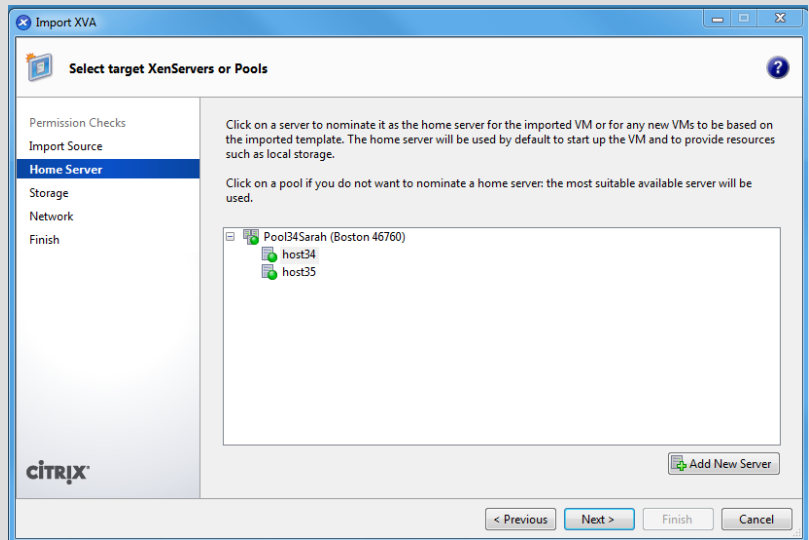 Import XVA
Select target XenServers or Pools
Permission Checks
Import Source
Home Server
Storage
Network
Finish
Click on a server to nominate it as the home server for the imported VM or for any new VMs to be based on
the imported template. The home server will be used by default to start up the VM and to provide resources
such as local storage.
Click on a pool if you do not want to nominate a home server: the most suitable available server will be
used.
Pool34Sarah (Boston 46760)
host34
host35
Add New Server
CITRIX
< Previous
Next >
Finish
Cancel